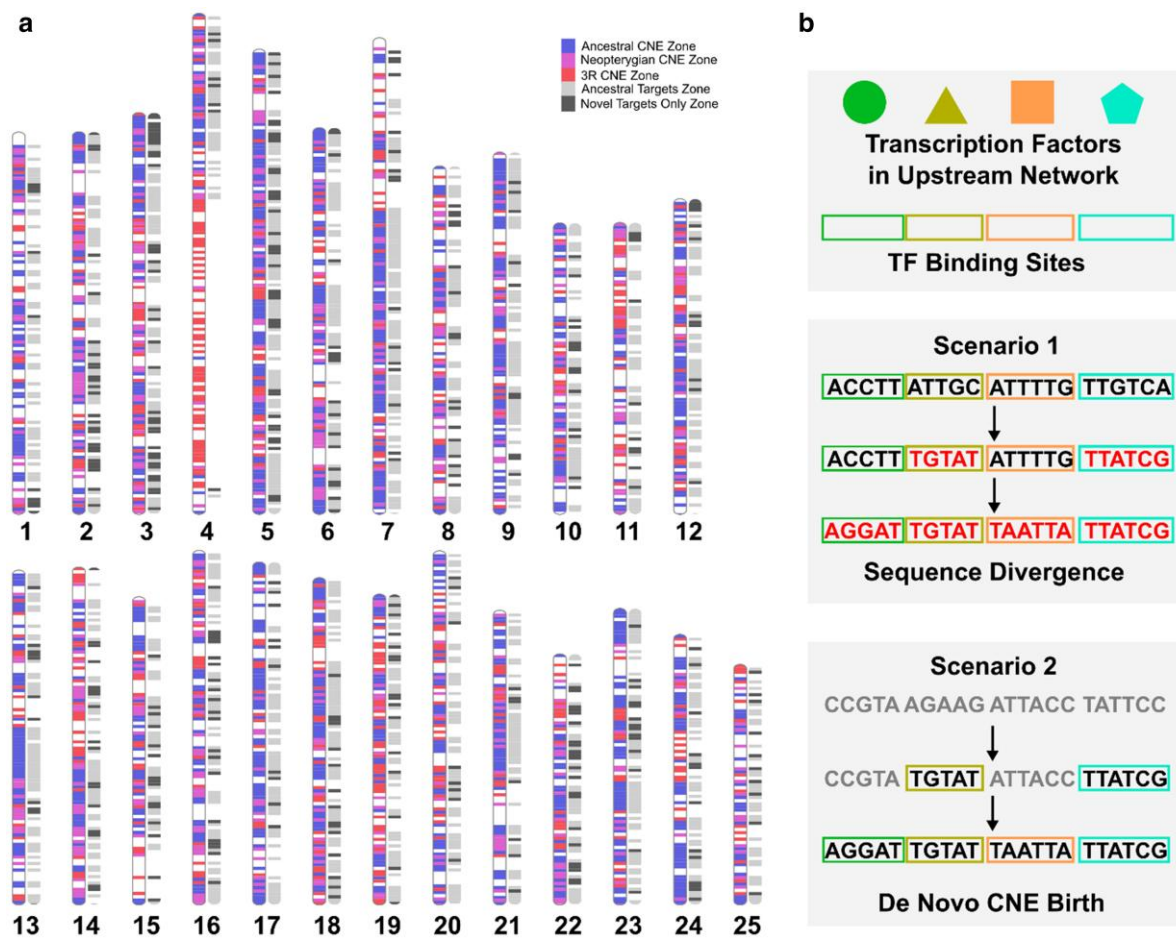 a
Ancestral CNE Zone
Neopterygian CNE Zone
3R CNE Zone
Ancestral Targets Zone
Novel Targets Only Zone
1 2 3 4 5 6 7 8 9 10 11 12
13 14 15 16 17 18 19 20 21 22 23 24 25
b
Transcription Factors
in Upstream Network
TF Binding Sites
Scenario 1
ACCTT ATTGC ATTTTG TTGTCA
ACCTT TGTAT ATTTTG TTATCG
AGGAT TGTAT TAATTA TTATCG
Sequence Divergence
Scenario 2
CCGTA AGAAG ATTACC TATTCC
CCGTA TGTAT ATTACC TTATCG
AGGAT TGTAT TAATTA TTATCG
De Novo CNE Birth